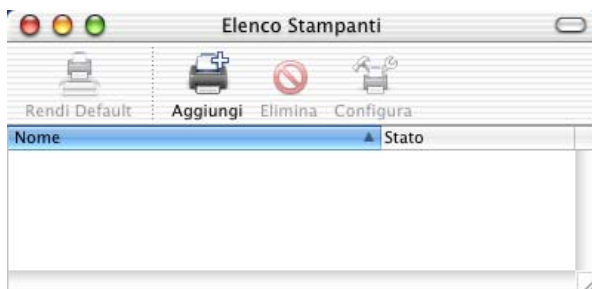 Elenco Stampanti
Rendi Default Aggiungi Elimina Configura
Nome Stato